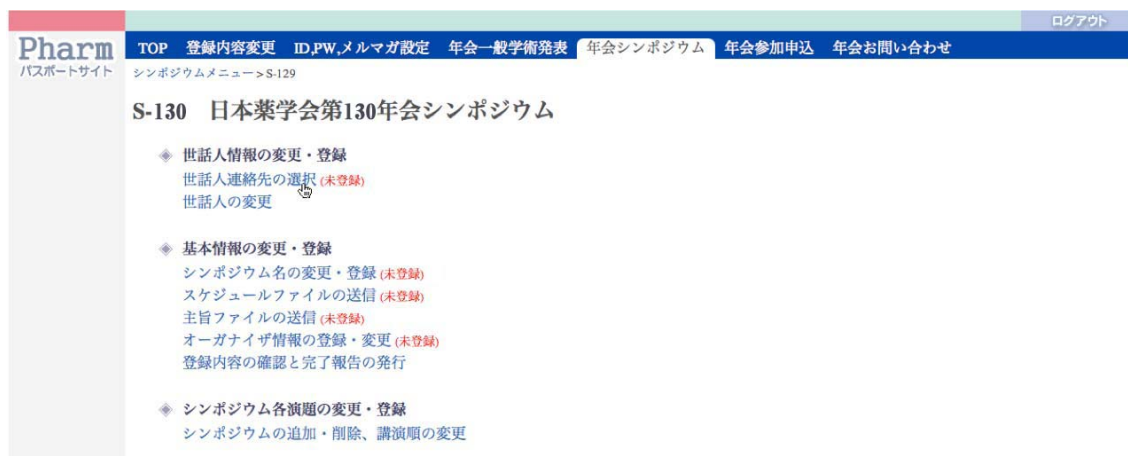 ログアウト
Pharm
パスポートサイト
TOP 登録内容変更 ID,PW,メルマガ設定 年会一般学術発表 年会シンポジウム 年会参加申込 年会お問い合わせ
シンポジウムメニュー > S-129
S-130 日本薬学会第130年会シンポジウム
世話人情報の変更・登録
世話人連絡先の選択 (未登録)
世話人の変更
基本情報の変更・登録
シンポジウム名の変更・登録 (未登録)
スケジュールファイルの送信 (未登録)
主旨ファイルの送信 (未登録)
オーガナイザ情報の登録・変更 (未登録)
登録内容の確認と完了報告の発行
シンポジウム各演題の変更・登録
シンポジウムの追加・削除、講演順の変更